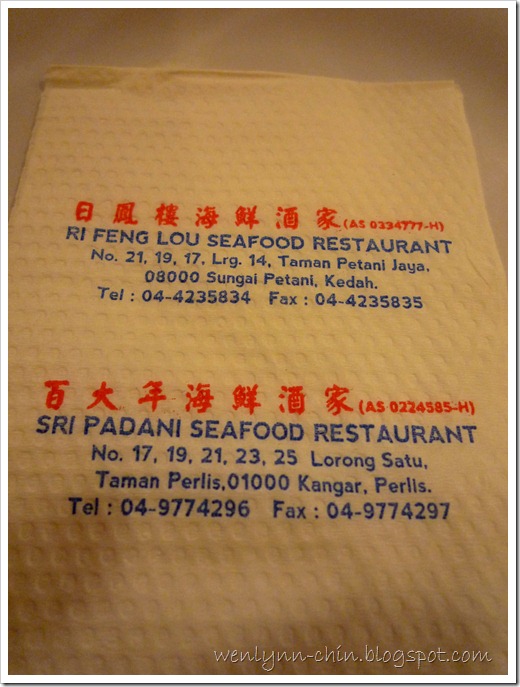 日鳳樓海鮮酒家(AS 0334777-H)
RI FENG LOU SEAFOOD RESTAURANT
No. 21, 19, 17, Lrg. 14, Taman Petani Jaya,
08000 Sungai Petani, Kedah.
Tel : 04-4235834 Fax : 04-4235835
百大年海鮮酒家(AS 0224585-H)
SRI PADANI SEAFOOD RESTAURANT
No. 17, 19, 21, 23, 25 Lorong Satu,
Taman Perlis,01000 Kangar, Perlis.
Tel : 04-9774296 Fax : 04-9774297
wenlynn-chin.blogspot.com